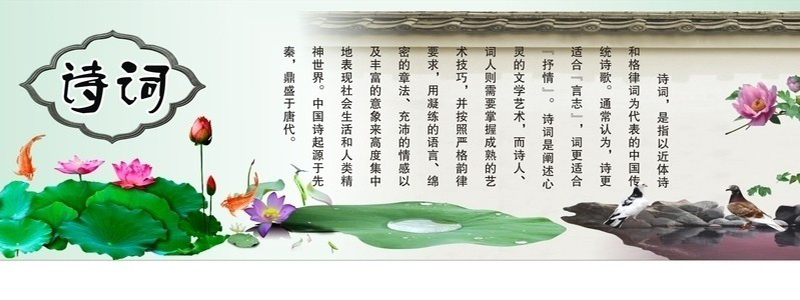 诗词
诗词，是指以近体诗
和格律词为代表的中国传
统诗歌。通常认为，诗更
适合『言志』，词更适合
『抒情』。诗词是阐述心
灵的文学艺术，而诗人、
词人则需要掌握成熟的艺
术技巧，并按照严格韵律
要求，用凝练的语言、绵
密的章法、充沛的情感以
及丰富的意象来高度集中
地表现社会生活和人类精
神世界。中国诗起源于先
秦，鼎盛于唐代。